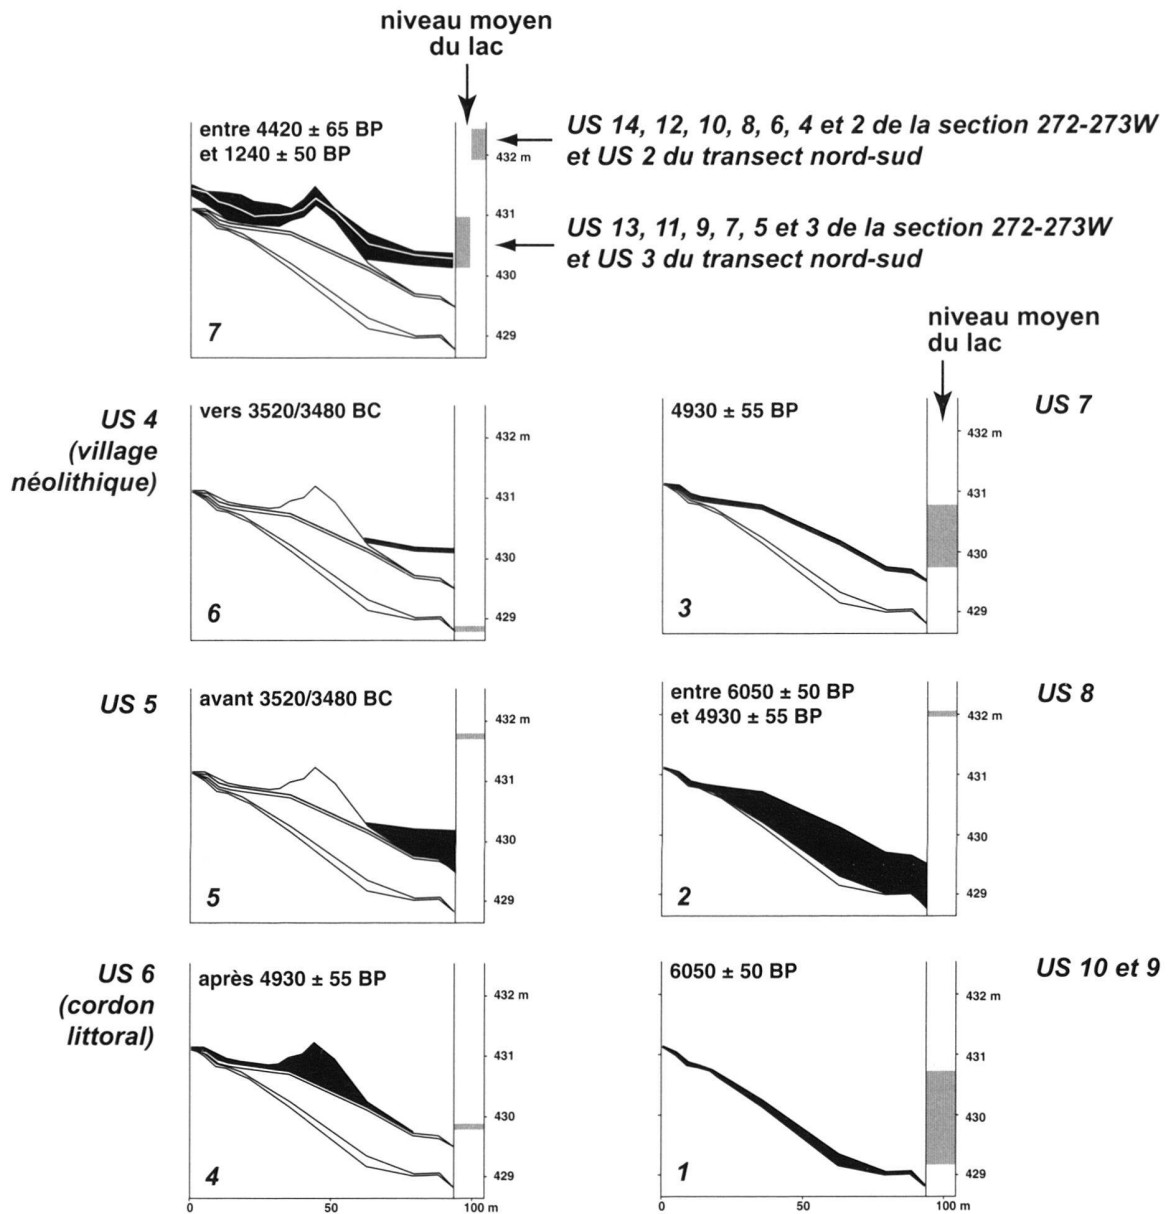 niveau moyen
du lac
entre 4420 ± 65 BP
et 1240 ± 50 BP
US 14, 12, 10, 8, 6, 4 et 2 de la section 272-273W
et US 2 du transect nord-sud
US 13, 11, 9, 7, 5 et 3 de la section 272-273W
et US 3 du transect nord-sud
432 m
431
430
429
7
niveau moyen
du lac
US 4
(village
néolithique)
vers 3520/3480 BC
432 m
431
430
429
6
4930 ± 55 BP
US 7
432 m
431
430
429
3
US 5
avant 3520/3480 BC
432 m
431
430
429
5
entre 6050 ± 50 BP
et 4930 ± 55 BP
US 8
432 m
431
430
429
2
US 6
(cordon
littoral)
après 4930 ± 55 BP
432 m
431
430
429
4
0 50 100 m
6050 ± 50 BP
US 10 et 9
432 m
431
430
429
1
0 50 100 m